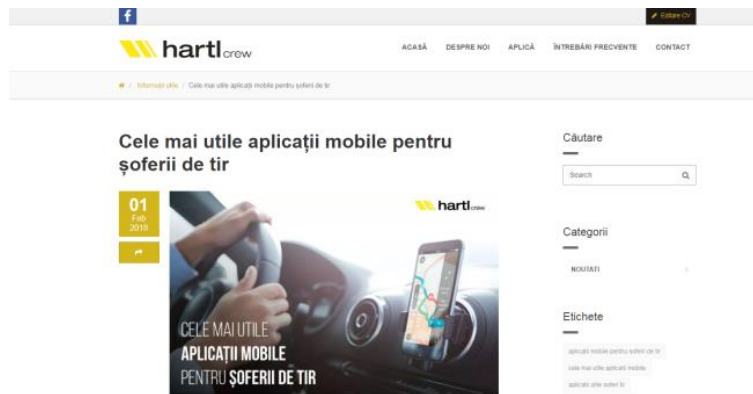 f
Editare CV
hartl crew
ACASĂ DESPRE NOI APLICĂ ÎNTREBĂRI FRECVENTE CONTACT
/ Informații utile / Cele mai utile aplicații mobile pentru șoferii de tir
Cele mai utile aplicații mobile pentru
șoferii de tir
01
Feb
2018
hartl crew
CELE MAI UTILE
APLICAȚII MOBILE
PENTRU ȘOFERII DE TIR
Căutare
Search
Categorii
NOUTATI
Etichete
aplicatii mobile pentru soferi de tir
cele mai utile aplicatii mobile
aplicatii utile soferi tir